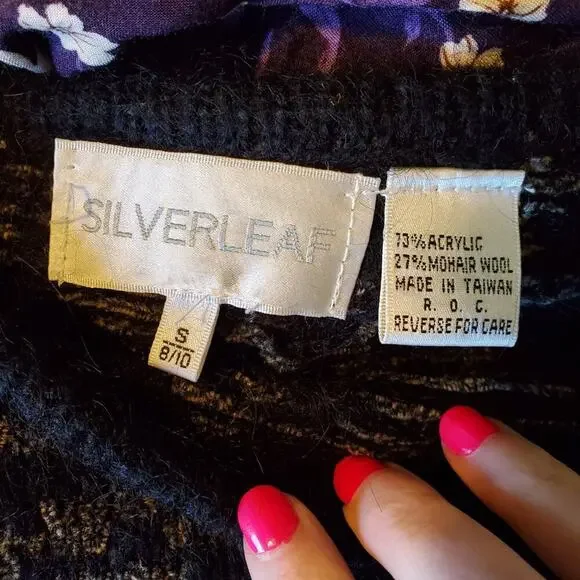 SILVERLEAF
S
8/10
73%ACRYLIC
27%MOHAIR WOOL
MADE IN TAIWAN
R. O. C.
REVERSE FOR CARE